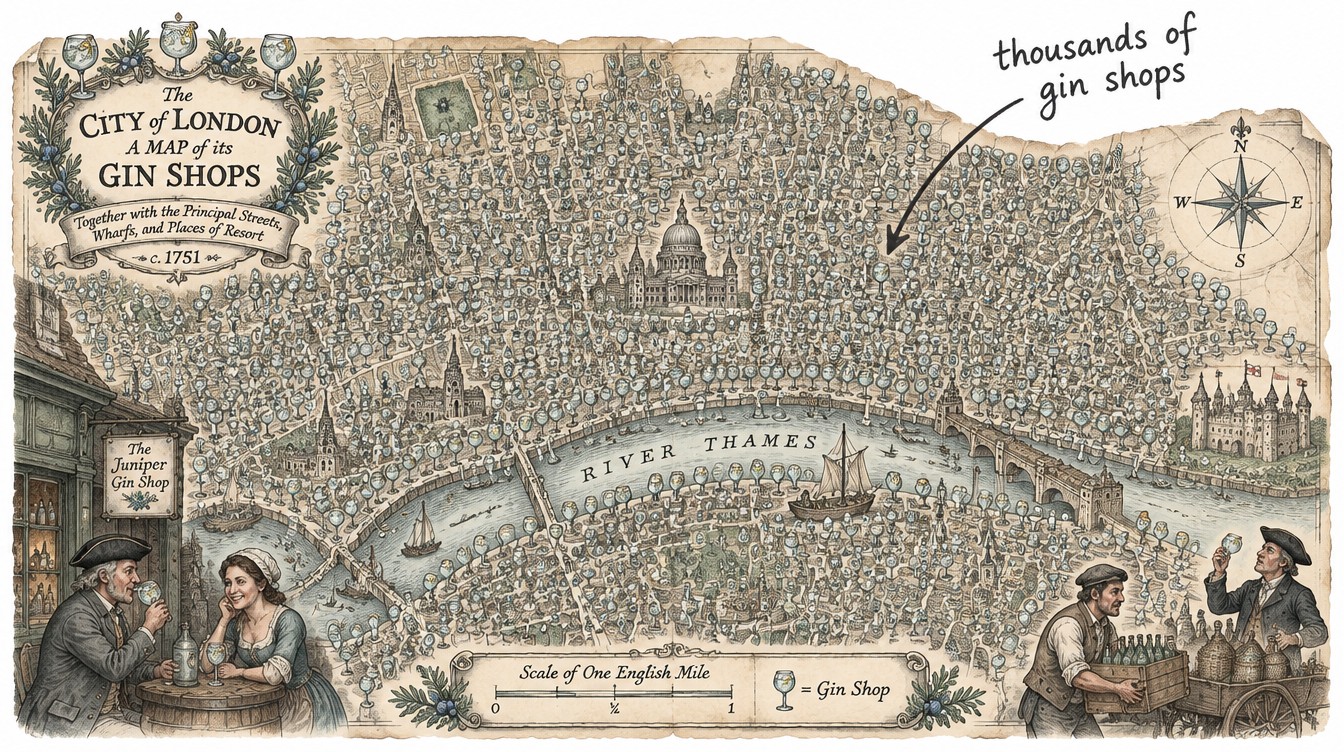 The
CITY of LONDON
A MAP of its
GIN SHOPS
Together with the Principal Streets,
Wharfs, and Places of Resort
c. 1751
thousands of
gin shops
N
W
E
S
RIVER THAMES
The
Juniper
Gin Shop
Scale of One English Mile
0 ½ 1
= Gin Shop